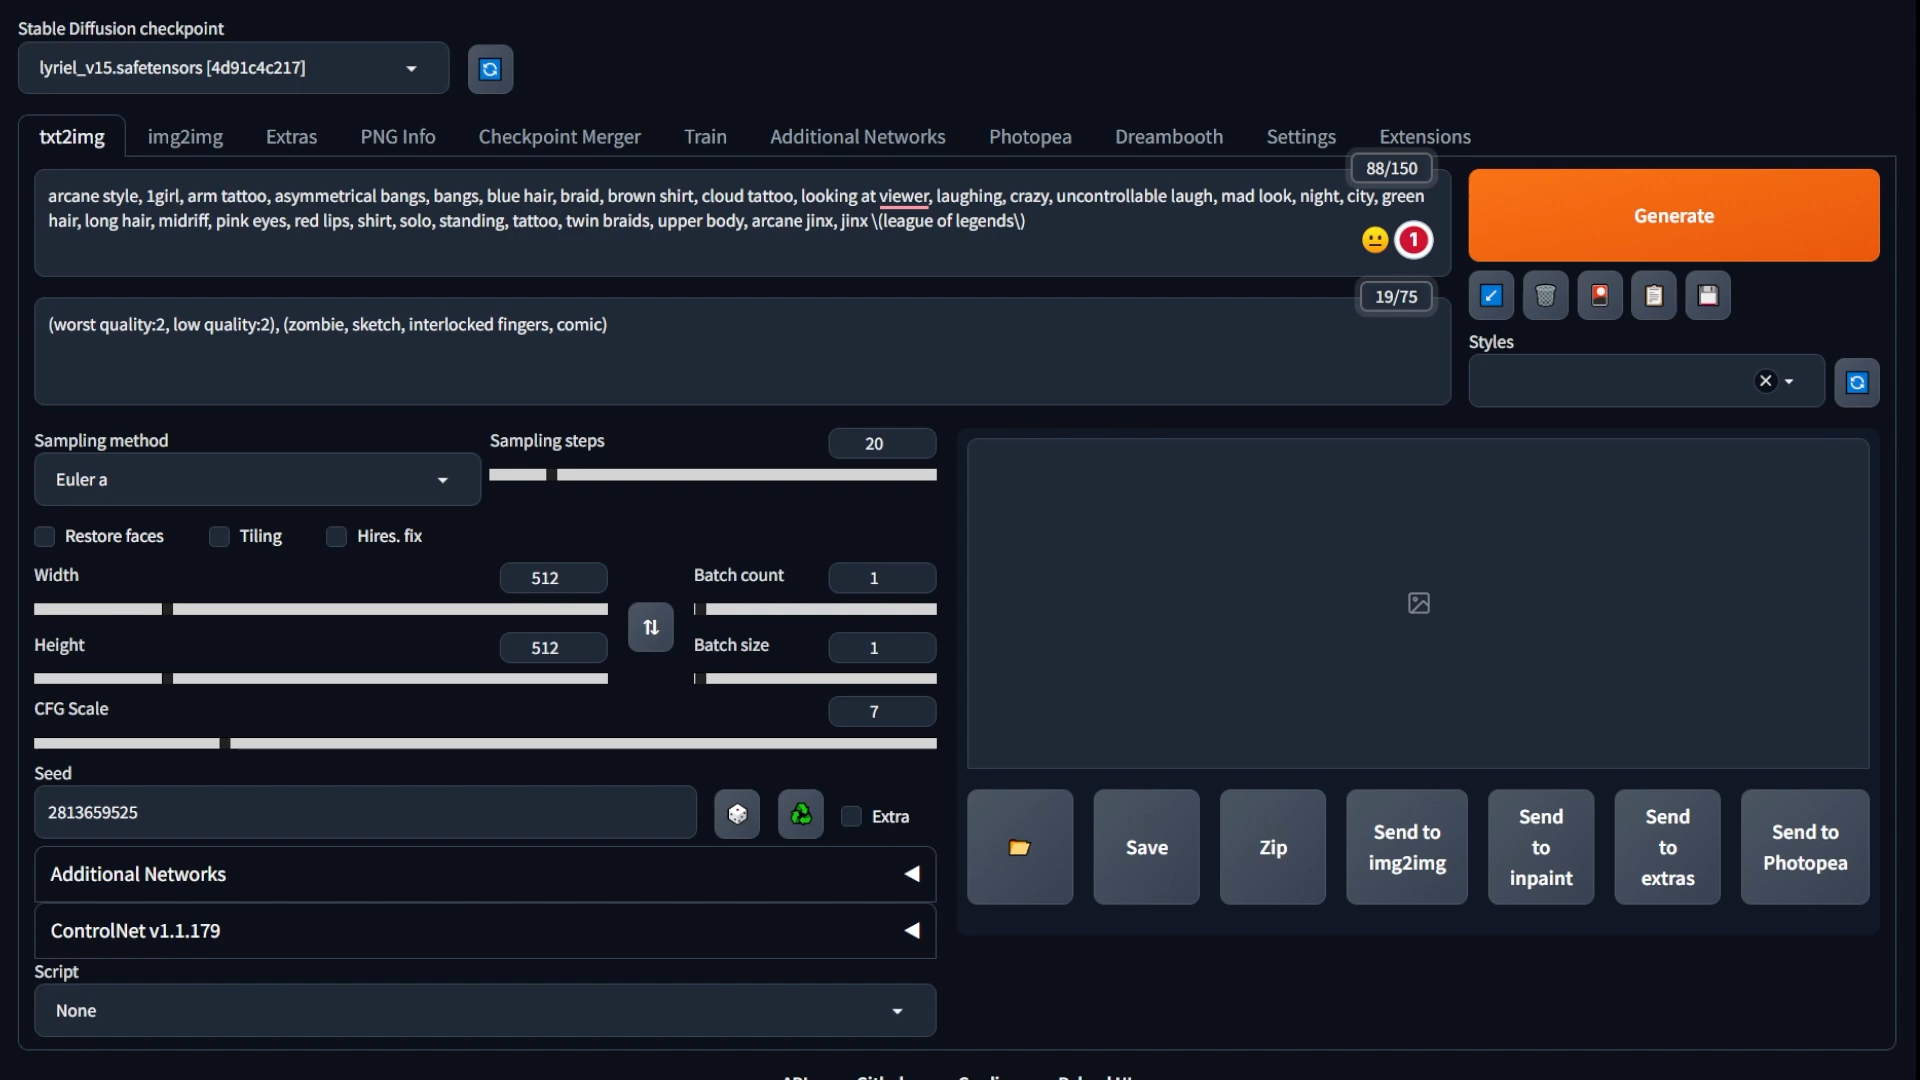 Stable Diffusion checkpoint
lyriel_v15.safetensors [4d91c4c217]
txt2img
img2img
Extras
PNG Info
Checkpoint Merger
Train
Additional Networks
Photopea
Dreambooth
Settings
Extensions
88/150
arcane style, 1girl, arm tattoo, asymmetrical bangs, bangs, blue hair, braid, brown shirt, cloud tattoo, looking at viewer, laughing, crazy, uncontrollable laugh, mad look, night, city, green
hair, long hair, midriff, pink eyes, red lips, shirt, solo, standing, tattoo, twin braids, upper body, arcane jinx, jinx \(league of legends\)
1
Generate
19/75
(worst quality:2, low quality:2), (zombie, sketch, interlocked fingers, comic)
Styles
Sampling method
Euler a
Sampling steps
20
Restore faces
Tiling
Hires. fix
Width
512
Batch count
1
Height
512
Batch size
1
CFG Scale
7
Seed
2813659525
Extra
Additional Networks
ControlNet v1.1.179
Script
None
Save
Zip
Send to
img2img
Send
to
inpaint
Send
to
extras
Send to
Photopea